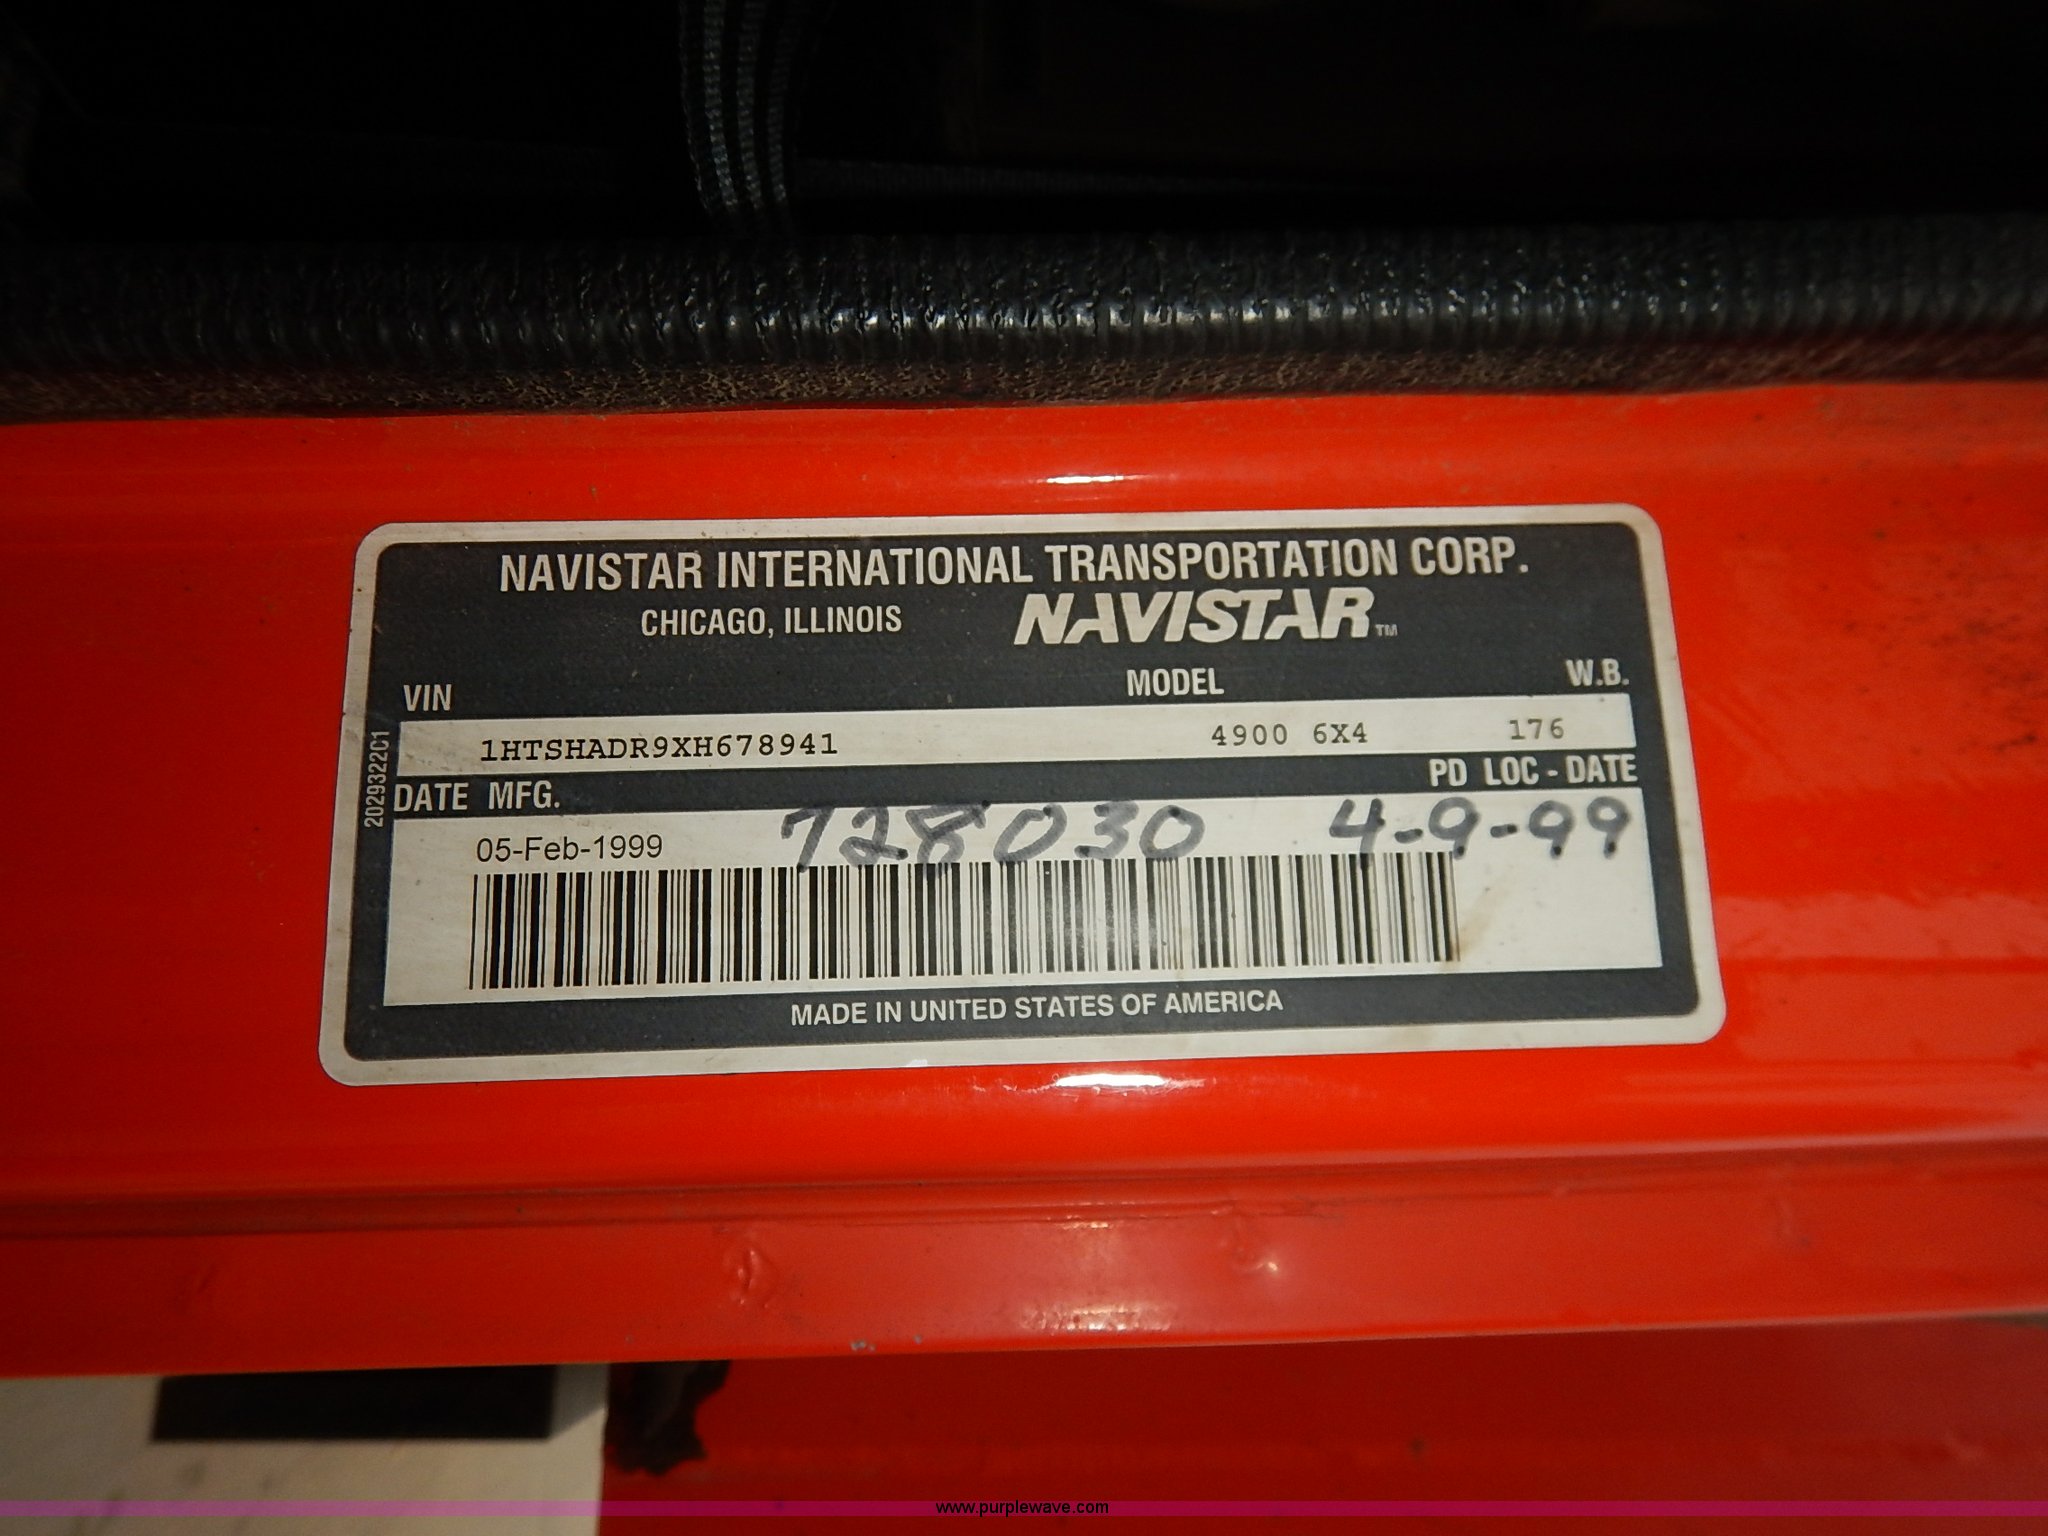 NAVISTAR INTERNATIONAL TRANSPORTATION CORP.
CHICAGO, ILLINOIS NAVISTAR™
VIN MODEL W.B.
1HTSHADR9XH678941 4900 6X4 176
2029322C1
DATE MFG. PD LOC - DATE
05-Feb-1999 728030 4-9-99
MADE IN UNITED STATES OF AMERICA
www.purplewave.com